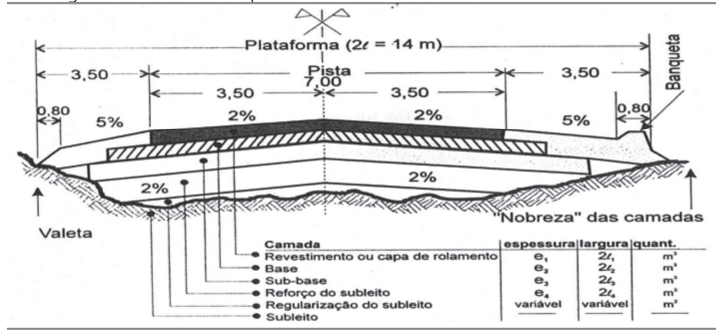 Plataforma (2ℓ = 14 m)
3,50 Pista 3,50
7,00
3,50 3,50
Banqueta
0,80 5% 2% 2% 5% 0,80
2% 2%
Valeta
"Nobreza" das camadas
Camada espessura largura quant.
Revestimento ou capa de rolamento e₁ 2ℓ₁ m³
Base e₂ 2ℓ₂ m³
Sub-base e₃ 2ℓ₃ m³
Reforço do subleito e₄ 2ℓ₄ m³
Regularização do subleito variável variável m²
Subleito